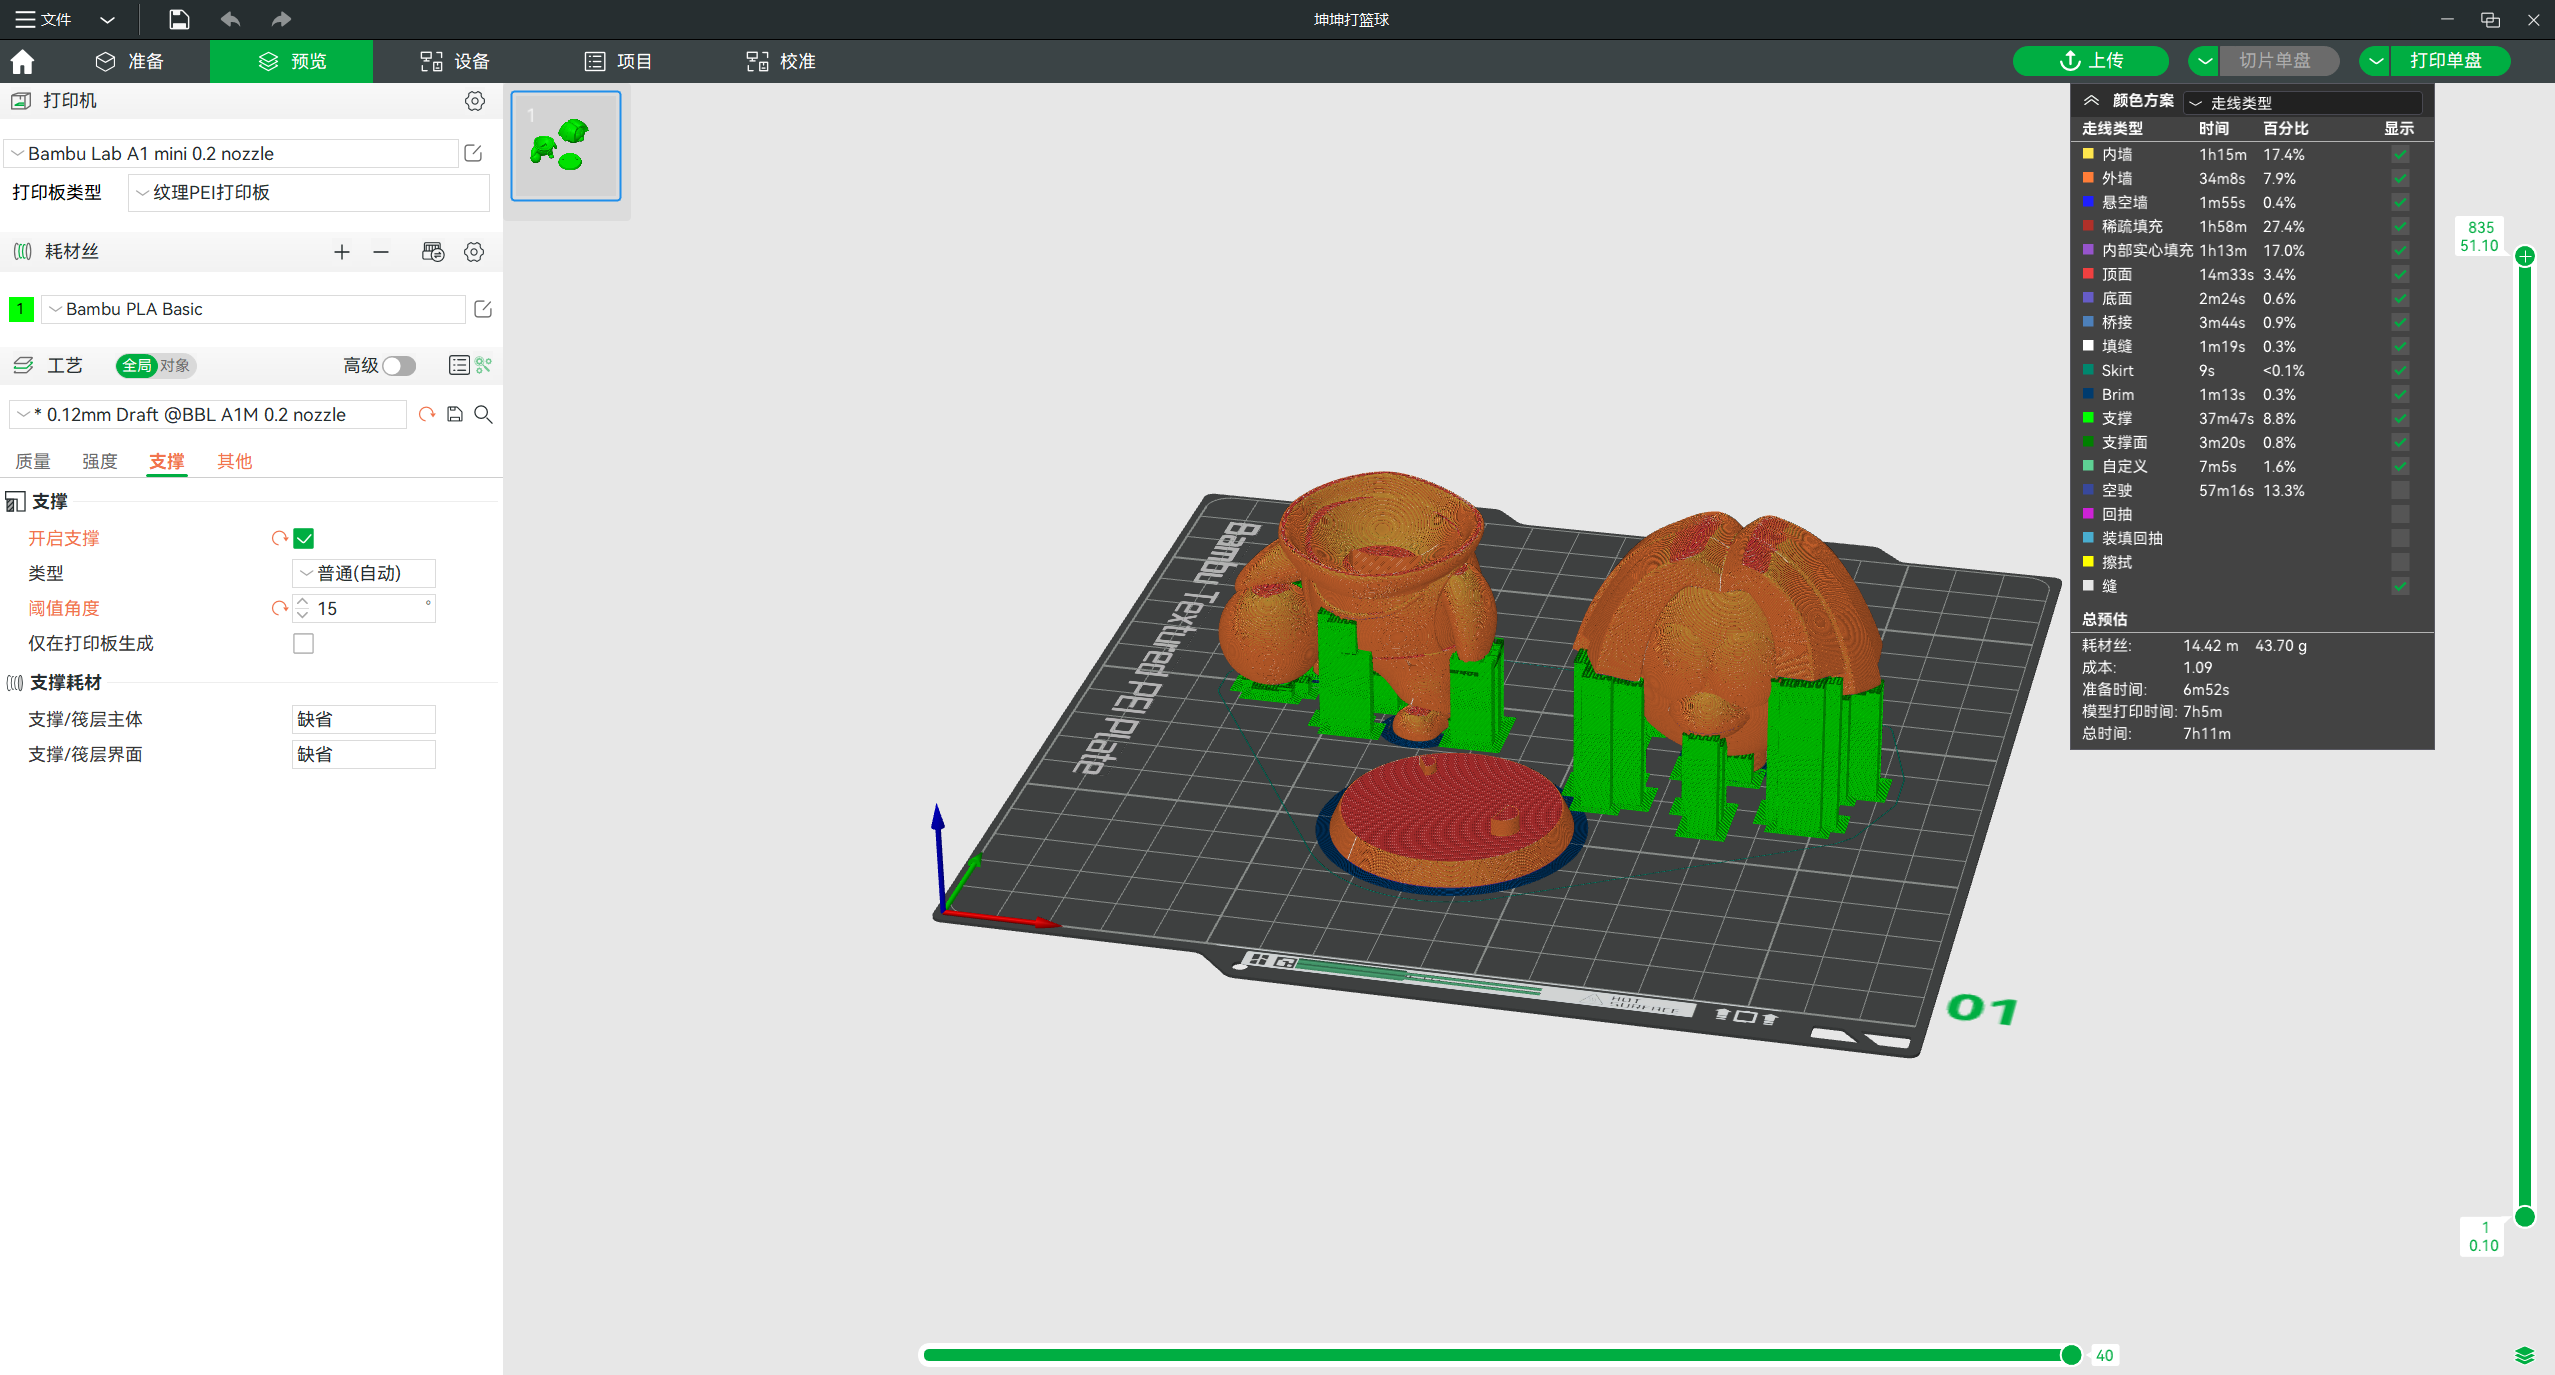 文件
坤坤打篮球
准备
预览
设备
项目
校准
上传
切片单盘
打印单盘
打印机
Bambu Lab A1 mini 0.2 nozzle
打印板类型
纹理PEI打印板
耗材丝
1
Bambu PLA Basic
工艺
全局
对象
高级
* 0.12mm Draft @BBL A1M 0.2 nozzle
质量
强度
支撑
其他
支撑
开启支撑
类型
普通(自动)
阈值角度
15 °
仅在打印板生成
支撑耗材
支撑/筏层主体
缺省
支撑/筏层界面
缺省
1
Bambu Textured PEI Plate
HOT SURFACE
01
颜色方案 走线类型
走线类型 时间 百分比 显示
内墙 1h15m 17.4%
外墙 34m8s 7.9%
悬空墙 1m55s 0.4%
稀疏填充 1h58m 27.4%
内部实心填充 1h13m 17.0%
顶面 14m33s 3.4%
底面 2m24s 0.6%
桥接 3m44s 0.9%
填缝 1m19s 0.3%
Skirt 9s <0.1%
Brim 1m13s 0.3%
支撑 37m47s 8.8%
支撑面 3m20s 0.8%
自定义 7m5s 1.6%
空驶 57m16s 13.3%
回抽
装填回抽
擦拭
缝
总预估
耗材丝: 14.42 m 43.70 g
成本: 1.09
准备时间: 6m52s
模型打印时间: 7h5m
总时间: 7h11m
835
51.10
1
0.10
40